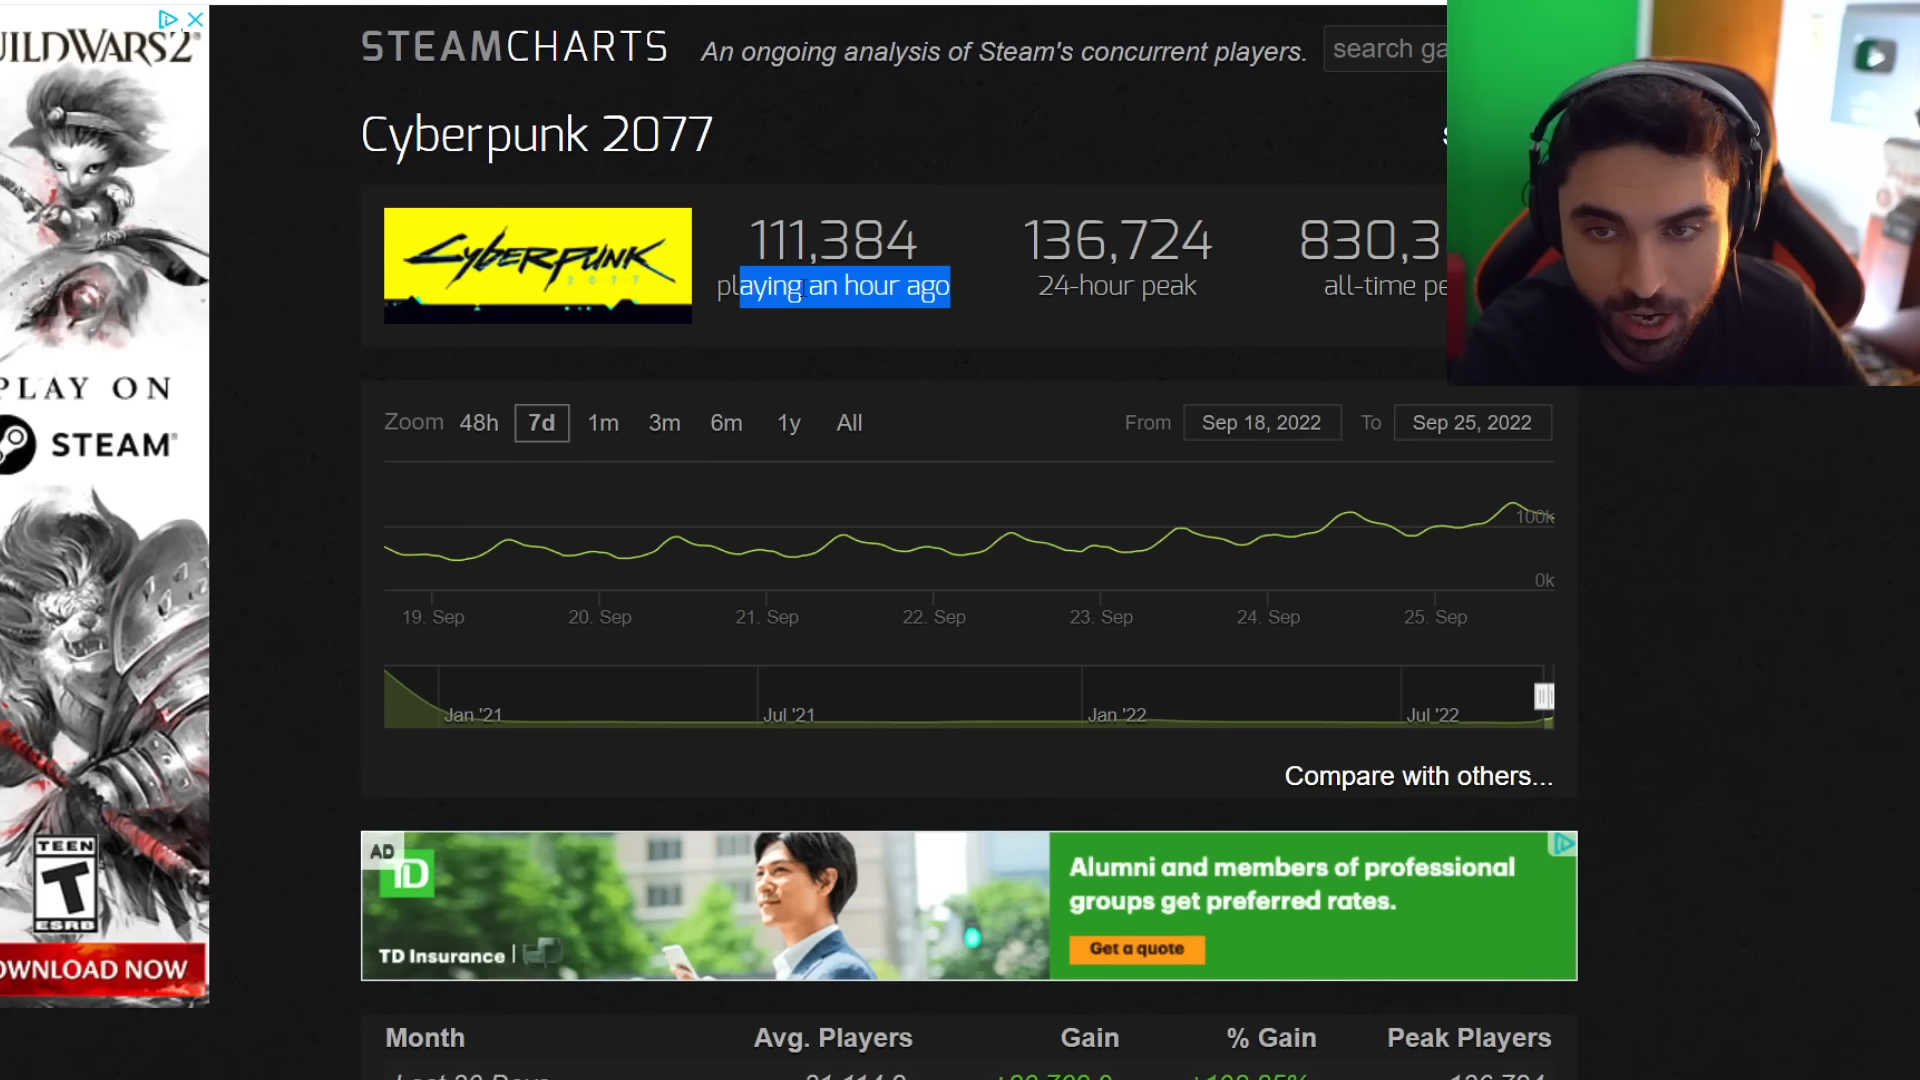 GUILD WARS 2
PLAY ON
STEAM
TEEN
T
ESRB
DOWNLOAD NOW
STEAMCHARTS
An ongoing analysis of Steam's concurrent players.
search ga
Cyberpunk 2077
Cyberpunk
2077
111,384
playing an hour ago
136,724
24-hour peak
830,3
all-time pe
Zoom 48h 7d 1m 3m 6m 1y All
From Sep 18, 2022 To Sep 25, 2022
100k
0k
19. Sep 20. Sep 21. Sep 22. Sep 23. Sep 24. Sep 25. Sep
Jan '21 Jul '21 Jan '22 Jul '22
Compare with others...
AD
TD
TD Insurance
Alumni and members of professional
groups get preferred rates.
Get a quote
Month Avg. Players Gain % Gain Peak Players